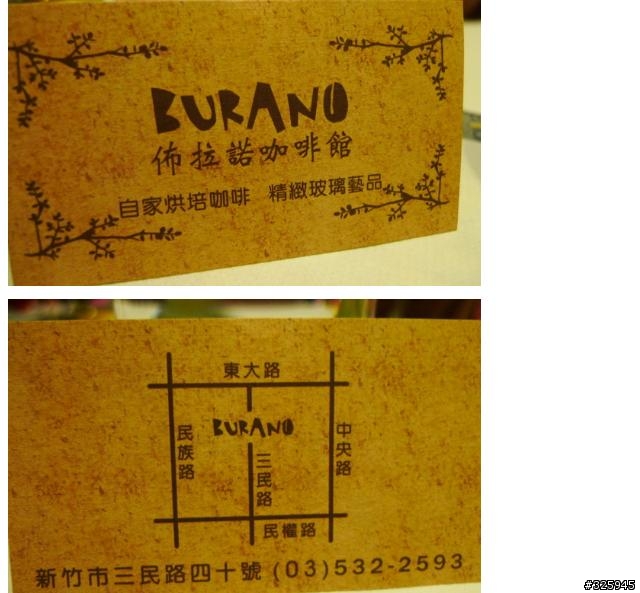 BURANO
佈拉諾咖啡館
自家烘培咖啡 精緻玻璃藝品
東大路
BURANO
民族路
三民路
中央路
民權路
新竹市三民路四十號 (03)532-2593
#325945